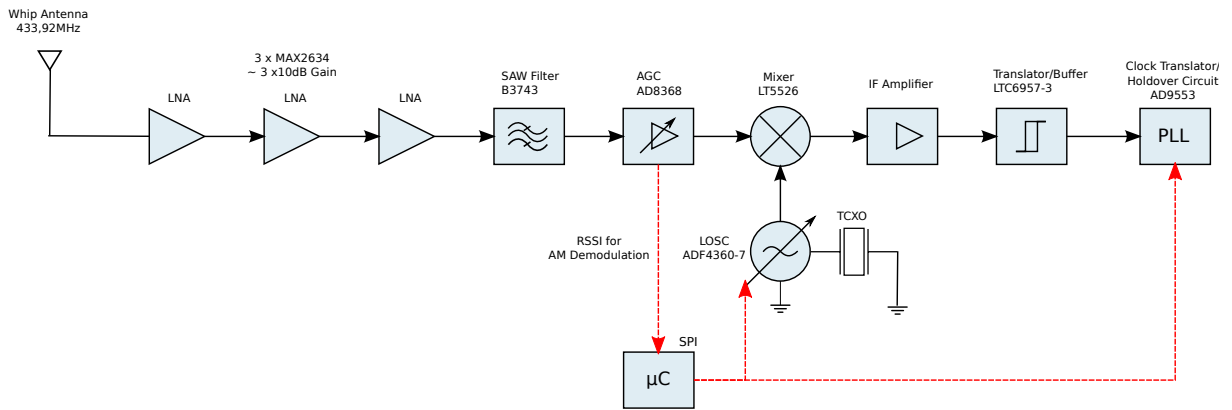 Whip Antenna
433,92MHz
3 x MAX2634
~ 3 x10dB Gain
LNA
LNA
LNA
SAW Filter
B3743
AGC
AD8368
Mixer
LT5526
IF Amplifier
Translator/Buffer
LTC6957-3
Clock Translator/
Holdover Circuit
AD9553
PLL
RSSI for
AM Demodulation
LOSC
ADF4360-7
TCXO
SPI
µC